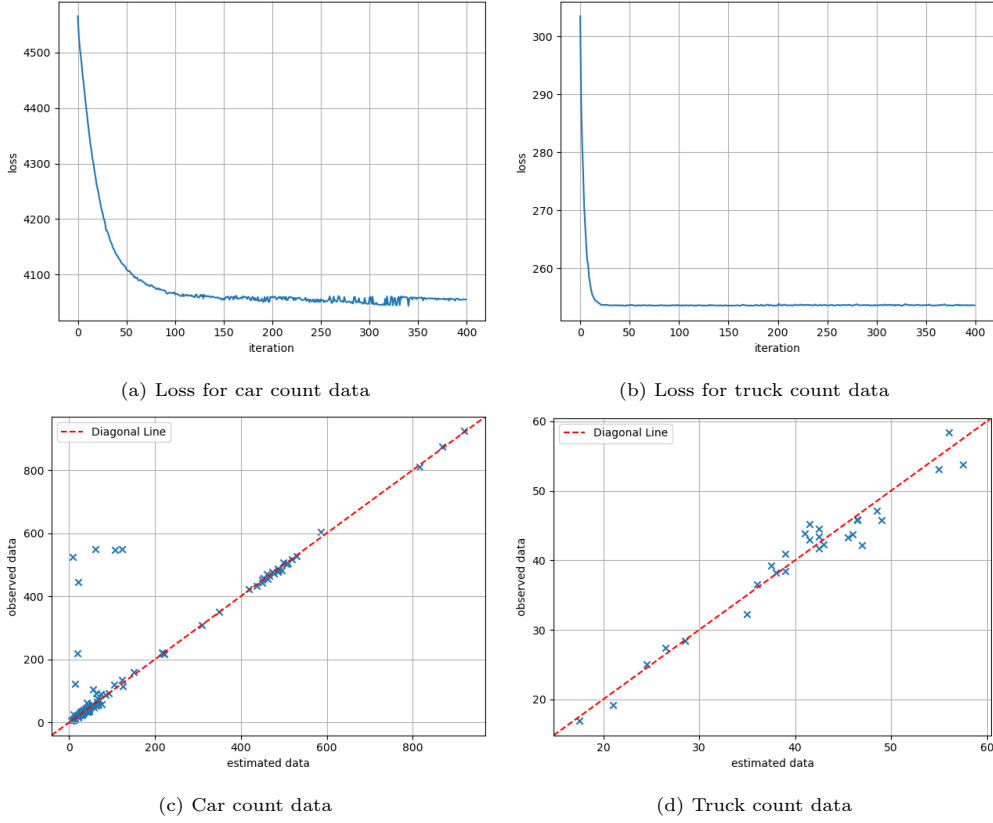 4500
4400
4300
4200
4100
loss
0 50 100 150 200 250 300 350 400
iteration
(a) Loss for car count data
300
290
280
270
260
loss
0 50 100 150 200 250 300 350 400
iteration
(b) Loss for truck count data
Diagonal Line
800
600
400
200
0
observed data
0 200 400 600 800
estimated data
(c) Car count data
Diagonal Line
60
50
40
30
20
observed data
20 30 40 50 60
estimated data
(d) Truck count data